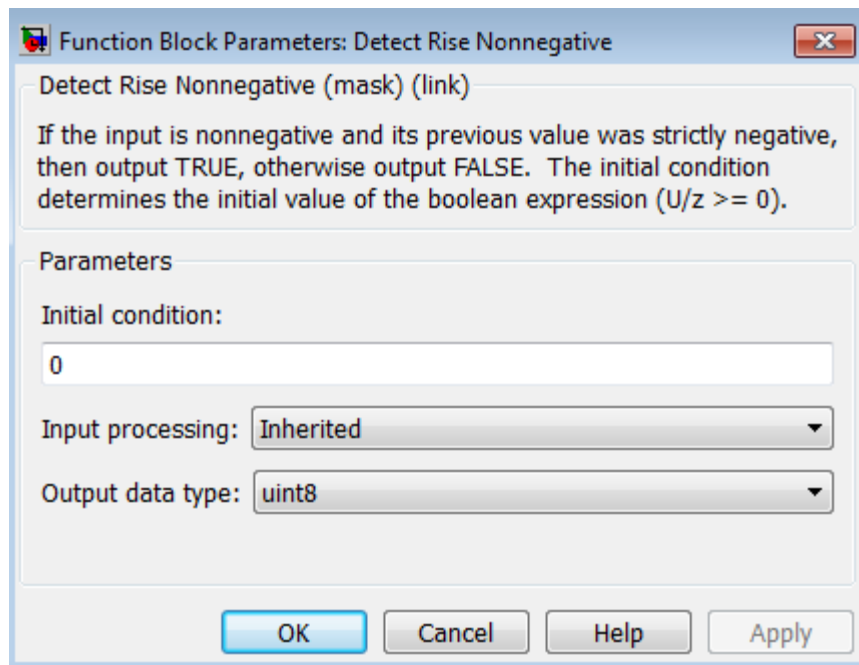 Function Block Parameters: Detect Rise Nonnegative
Detect Rise Nonnegative (mask) (link)
If the input is nonnegative and its previous value was strictly negative,
then output TRUE, otherwise output FALSE.  The initial condition
determines the initial value of the boolean expression (U/z >= 0).
Parameters
Initial condition:
0
Input processing: Inherited
Output data type: uint8
OK Cancel Help Apply